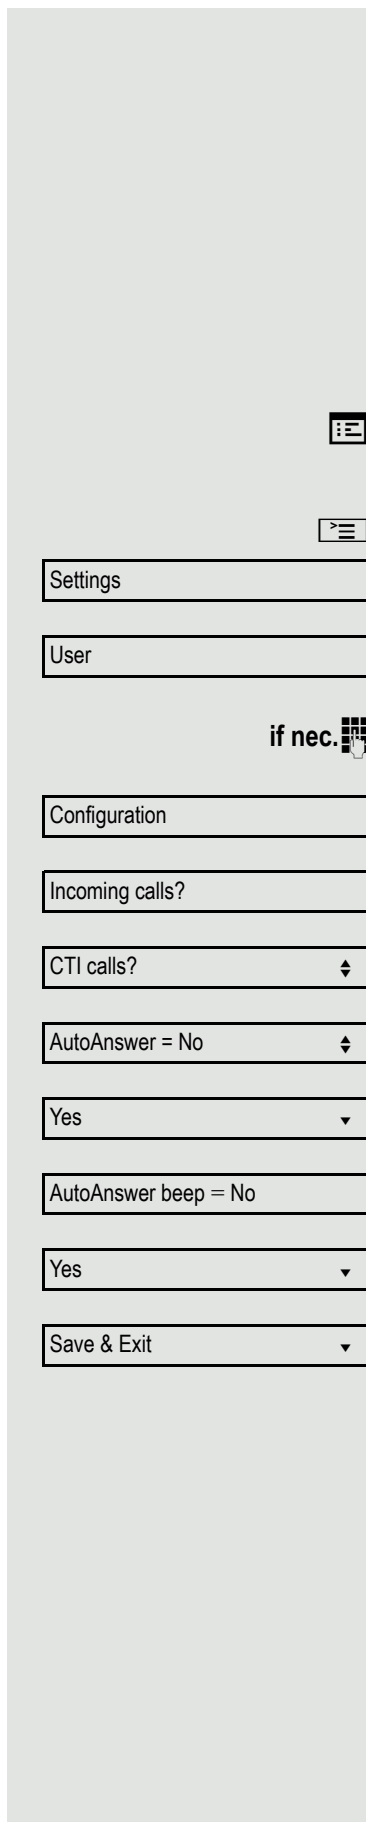 Settings
User
if nec.
Configuration
Incoming calls?
CTI calls?
AutoAnswer = No
Yes
AutoAnswer beep = No
Yes
Save & Exit